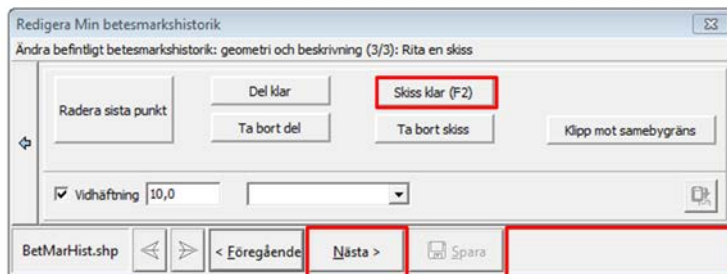 Redigera Min betesmarkshistorik
Ändra befintligt betesmarkshistorik: geometri och beskrivning (3/3): Rita en skiss
Radera sista punkt
Del klar
Skiss klar (F2)
Ta bort del
Ta bort skiss
Klipp mot samebygräns
Vidhäftning 10,0
BetMarHist.shp
< Föregående
Nästa >
Spara